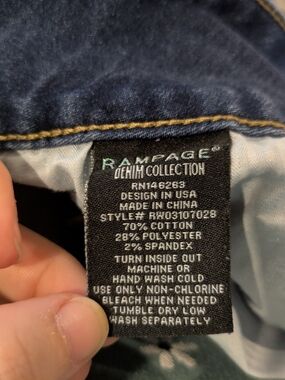 RAMPAGE®
DENIM COLLECTION
RN146263
DESIGN IN USA
MADE IN CHINA
STYLE# RW03107028
70% COTTON
28% POLYESTER
2% SPANDEX
TURN INSIDE OUT
MACHINE OR
HAND WASH COLD
USE ONLY NON-CHLORINE
BLEACH WHEN NEEDED
TUMBLE DRY LOW
WASH SEPARATELY